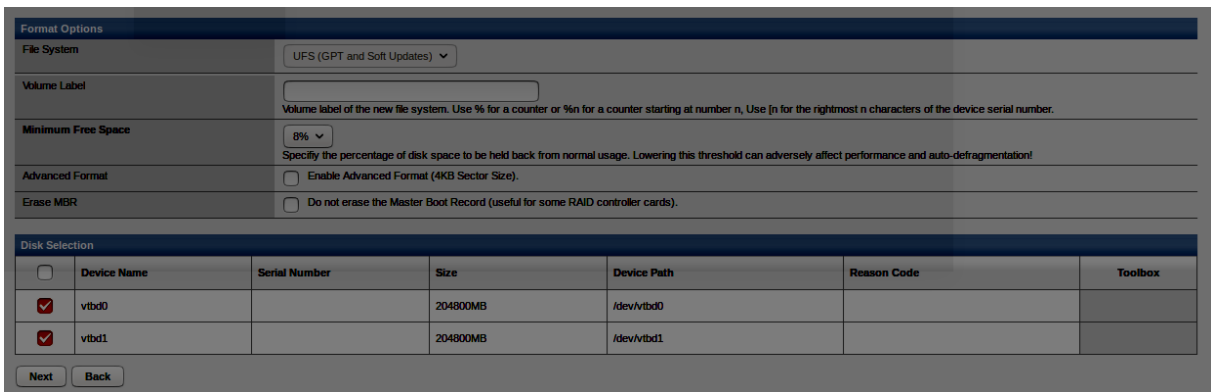 Format Options
File System
UFS (GPT and Soft Updates)
Volume Label
Volume label of the new file system. Use % for a counter or %n for a counter starting at number n, Use [n for the rightmost n characters of the device serial number.
Minimum Free Space
8%
Specifiy the percentage of disk space to be held back from normal usage. Lowering this threshold can adversely affect performance and auto-defragmentation!
Advanced Format
Enable Advanced Format (4KB Sector Size).
Erase MBR
Do not erase the Master Boot Record (useful for some RAID controller cards).
Disk Selection
Device Name Serial Number Size Device Path Reason Code Toolbox
vtbd0 204800MB /dev/vtbd0
vtbd1 204800MB /dev/vtbd1
Next Back